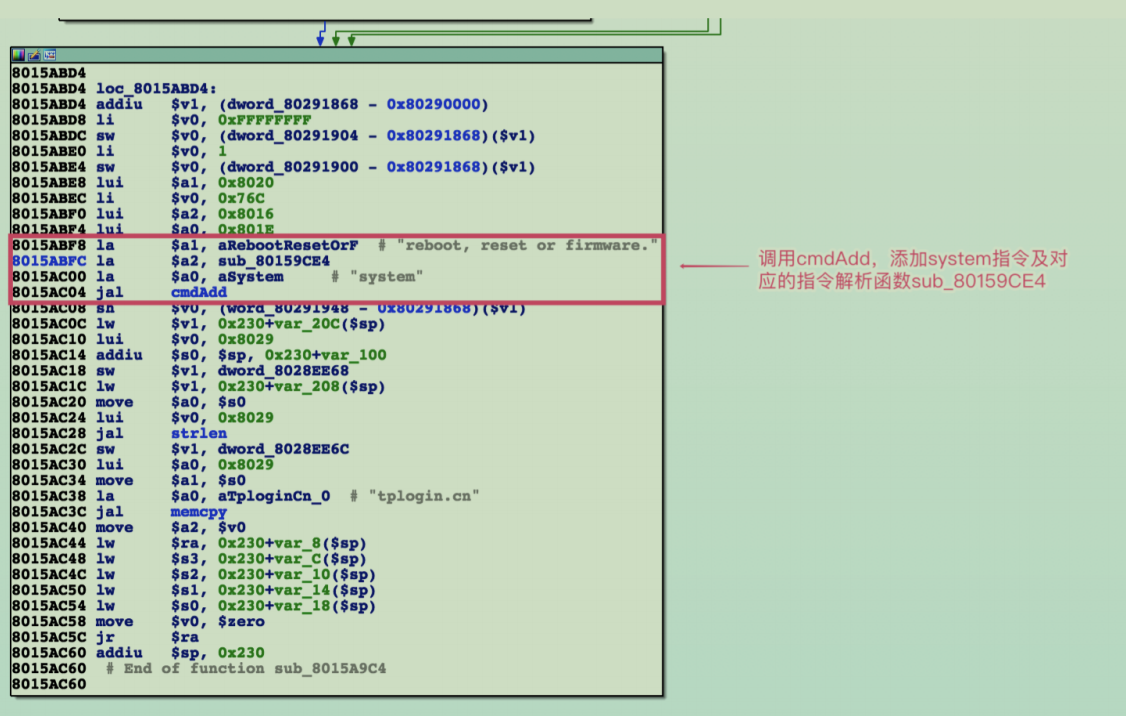 8015ABD4
8015ABD4 loc_8015ABD4:
8015ABD4 addiu $v1, (dword_80291868 - 0x80290000)
8015ABD8 li $v0, 0xFFFFFFFF
8015ABDC sw $v0, (dword_80291904 - 0x80291868)($v1)
8015ABE0 li $v0, 1
8015ABE4 sw $v0, (dword_80291900 - 0x80291868)($v1)
8015ABE8 lui $a1, 0x8020
8015ABEC li $v0, 0x76C
8015ABF0 lui $a2, 0x8016
8015ABF4 lui $a0, 0x801E
8015ABF8 la $a1, aRebootResetOrF # "reboot, reset or firmware."
8015ABFC la $a2, sub_80159CE4
8015AC00 la $a0, aSystem # "system"
8015AC04 jal cmdAdd
调用cmdAdd，添加system指令及对
应的指令解析函数sub_80159CE4
8015AC08 sh $v0, (word_80291948 - 0x80291868)($v1)
8015AC0C lw $v1, 0x230+var_20C($sp)
8015AC10 lui $v0, 0x8029
8015AC14 addiu $s0, $sp, 0x230+var_100
8015AC18 sw $v1, dword_8028EE68
8015AC1C lw $v1, 0x230+var_208($sp)
8015AC20 move $a0, $s0
8015AC24 lui $v0, 0x8029
8015AC28 jal strlen
8015AC2C sw $v1, dword_8028EE6C
8015AC30 lui $a0, 0x8029
8015AC34 move $a1, $s0
8015AC38 la $a0, aTploginCn_0 # "tplogin.cn"
8015AC3C jal memcpy
8015AC40 move $a2, $v0
8015AC44 lw $ra, 0x230+var_8($sp)
8015AC48 lw $s3, 0x230+var_C($sp)
8015AC4C lw $s2, 0x230+var_10($sp)
8015AC50 lw $s1, 0x230+var_14($sp)
8015AC54 lw $s0, 0x230+var_18($sp)
8015AC58 move $v0, $zero
8015AC5C jr $ra
8015AC60 addiu $sp, 0x230
8015AC60 # End of function sub_8015A9C4
8015AC60